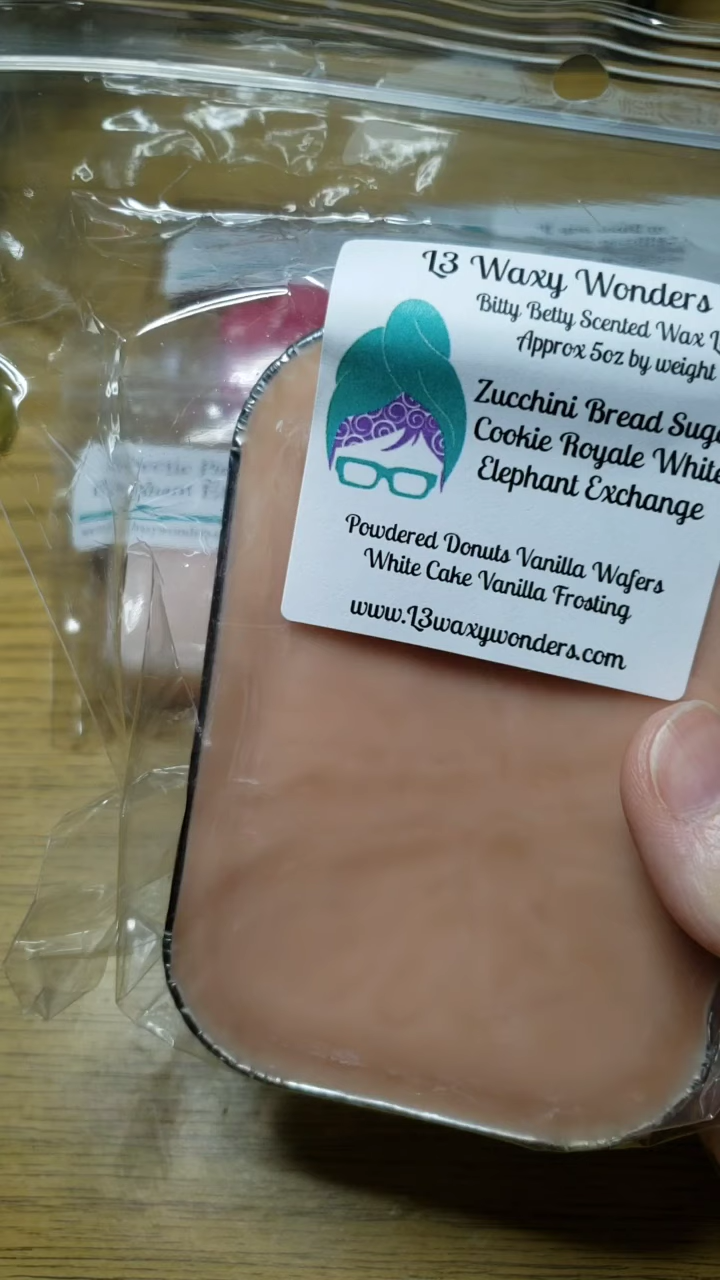 L3 Waxy Wonders
Bitty Betty Scented Wax
Approx 5oz by weight
Zucchini Bread Suga
Cookie Royale White
Elephant Exchange
Powdered Donuts Vanilla Wafers
White Cake Vanilla Frosting
www.L3waxywonders.com